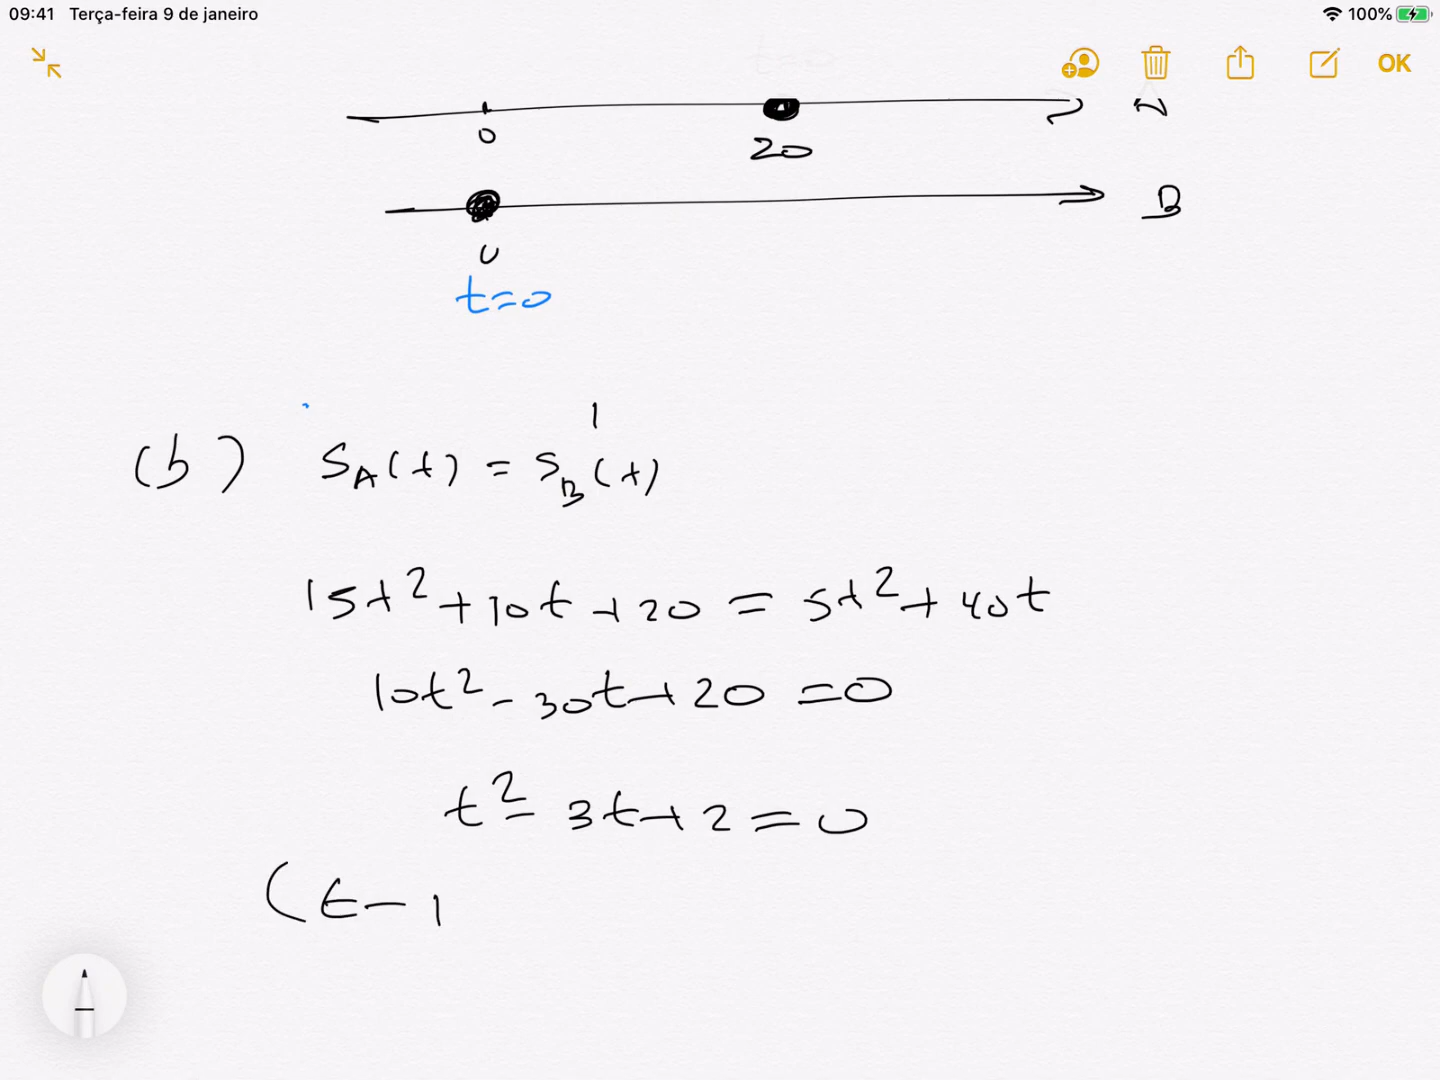 09:41 Terça-feira 9 de janeiro 100%
OK
0
20
B
0
t=0
(b) S_A(t) = S_B(t)
15t²+10t+20 = 5t²+40t
10t²-30t+20=0
t²-3t+2=0
(t-1